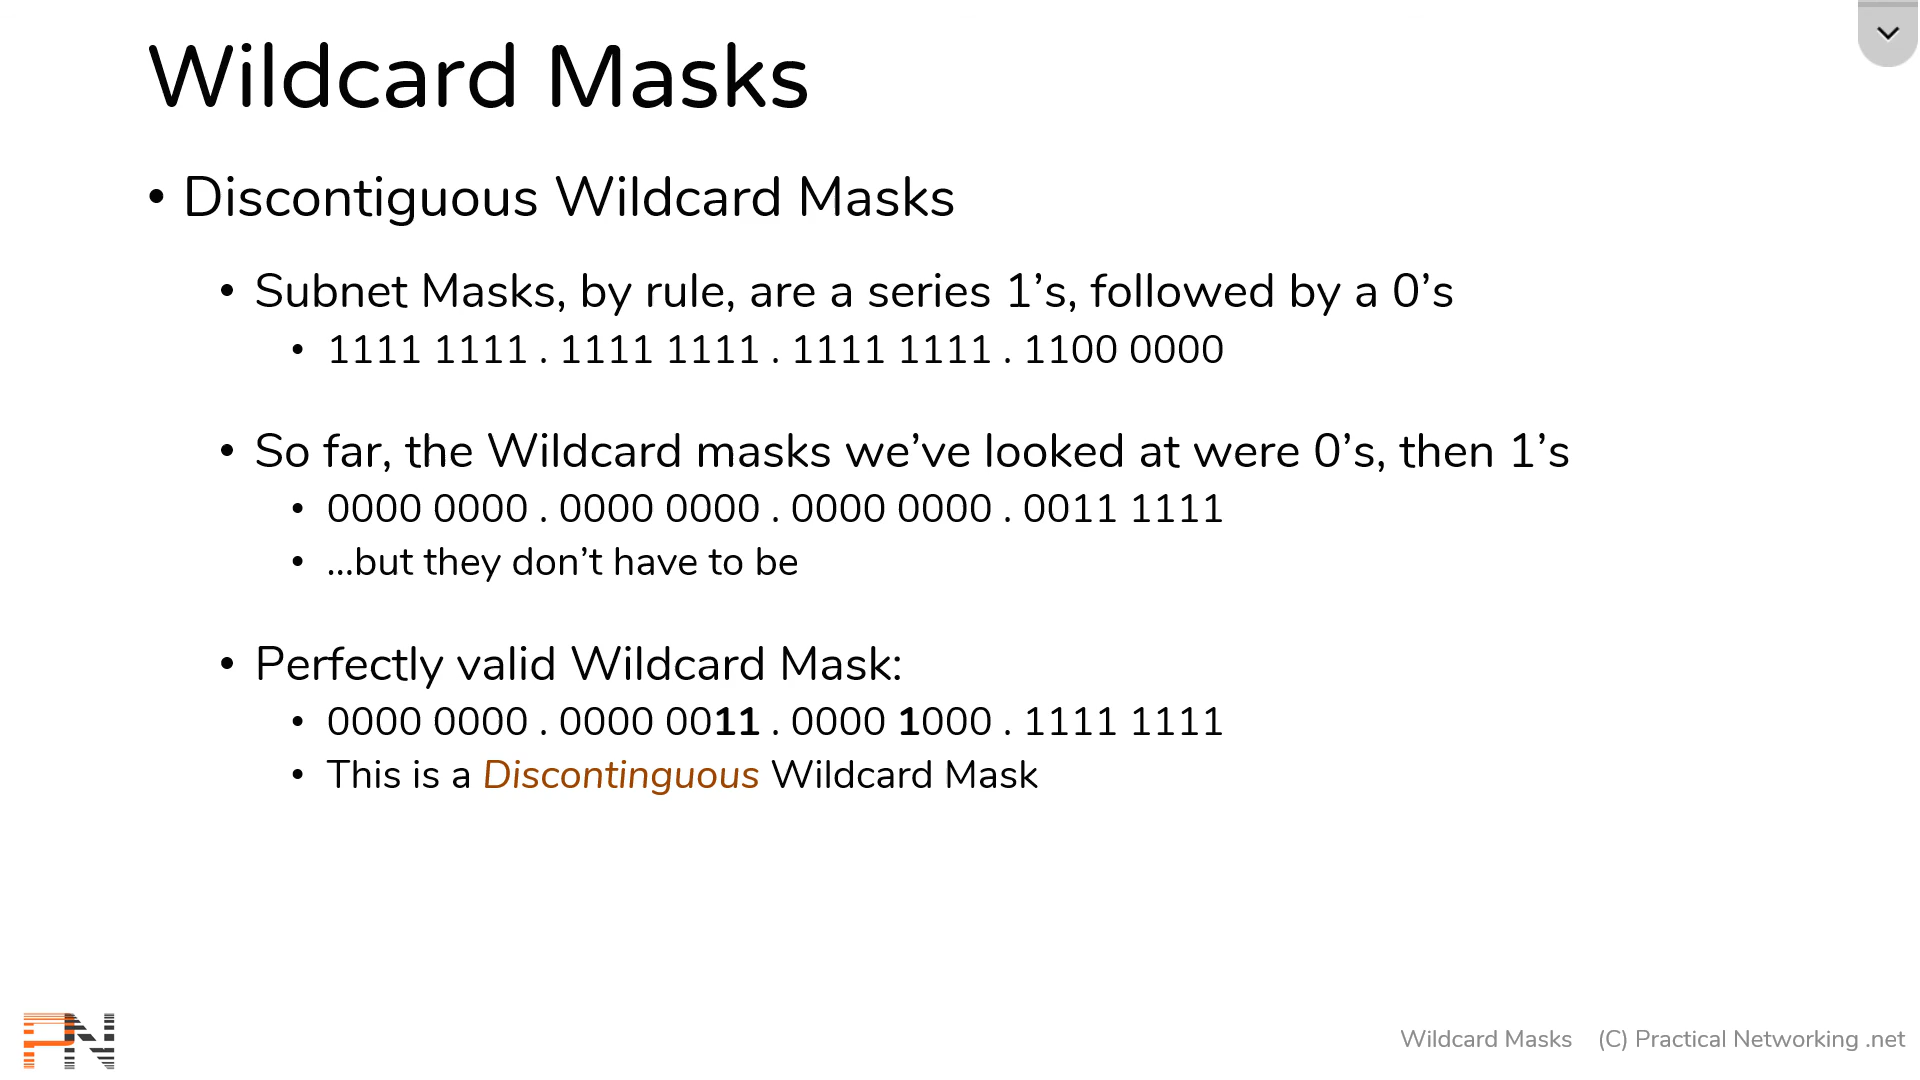 Wildcard Masks
• Discontiguous Wildcard Masks
• Subnet Masks, by rule, are a series 1’s, followed by a 0’s
• 1111 1111 . 1111 1111 . 1111 1111 . 1100 0000
• So far, the Wildcard masks we’ve looked at were 0’s, then 1’s
• 0000 0000 . 0000 0000 . 0000 0000 . 0011 1111
• …but they don’t have to be
• Perfectly valid Wildcard Mask:
• 0000 0000 . 0000 0011 . 0000 1000 . 1111 1111
• This is a Discontinguous Wildcard Mask
PN
Wildcard Masks (C) Practical Networking .net